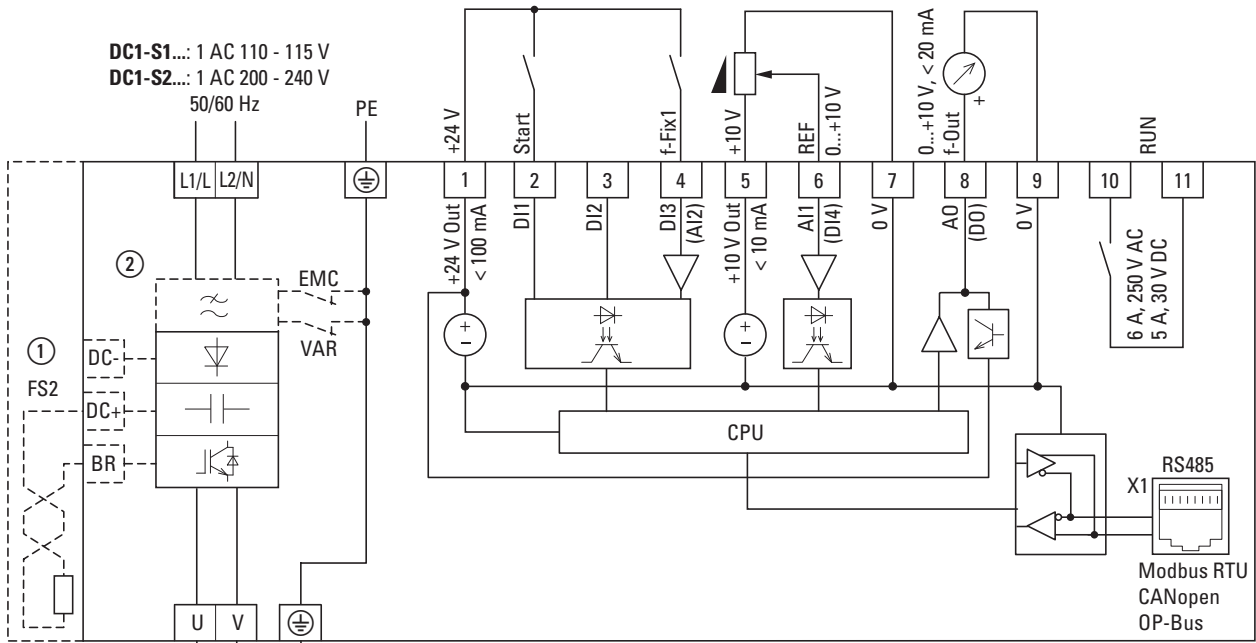 DC1-S1...: 1 AC 110 - 115 V
DC1-S2...: 1 AC 200 - 240 V
50/60 Hz
PE
+24 V
Start
f-Fix1
+10 V
REF
0...+10 V
0...+10 V, < 20 mA
f-Out
RUN
L1/L
L2/N
1
2
3
4
5
6
7
8
9
10
11
+24 V Out
< 100 mA
DI1
DI2
DI3
(AI2)
+10 V Out
< 10 mA
AI1
(DI4)
0 V
AO
(DO)
0 V
6 A, 250 V AC
5 A, 30 V DC
2
EMC
VAR
1
FS2
DC-
DC+
BR
+
-
+
-
+
CPU
RS485
X1
Modbus RTU
CANopen
OP-Bus
U
V